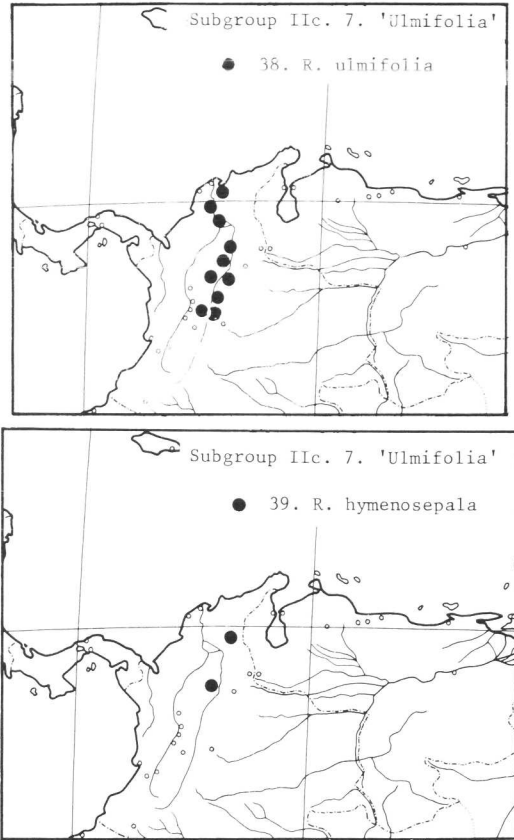 Subgroup IIc. 7. 'Ulmifolia'
38. R. ulmifolia
Subgroup IIc. 7. 'Ulmifolia'
39. R. hymenosepala